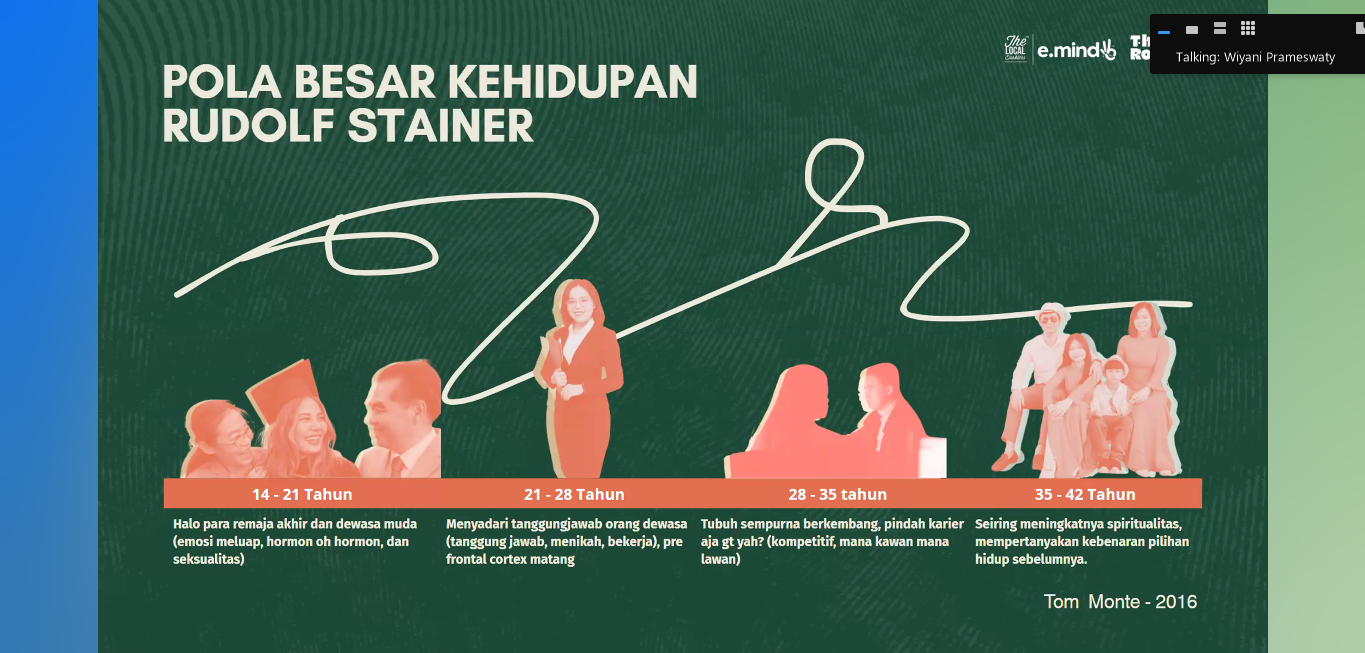 The
LOCAL
e.mind
Talking: Wiyani Prameswaty
POLA BESAR KEHIDUPAN
RUDOLF STAINER
14 - 21 Tahun
21 - 28 Tahun
28 - 35 tahun
35 - 42 Tahun
Halo para remaja akhir dan dewasa muda
(emosi meluap, hormon oh hormon, dan
seksualitas)
Menyadari tanggungjawab orang dewasa
(tanggung jawab, menikah, bekerja), pre
frontal cortex matang
Tubuh sempurna berkembang, pindah karier
aja gt yah? (kompetitif, mana kawan mana
lawan)
Seiring meningkatnya spiritualitas,
mempertanyakan kebenaran pilihan
hidup sebelumnya.
Tom Monte - 2016